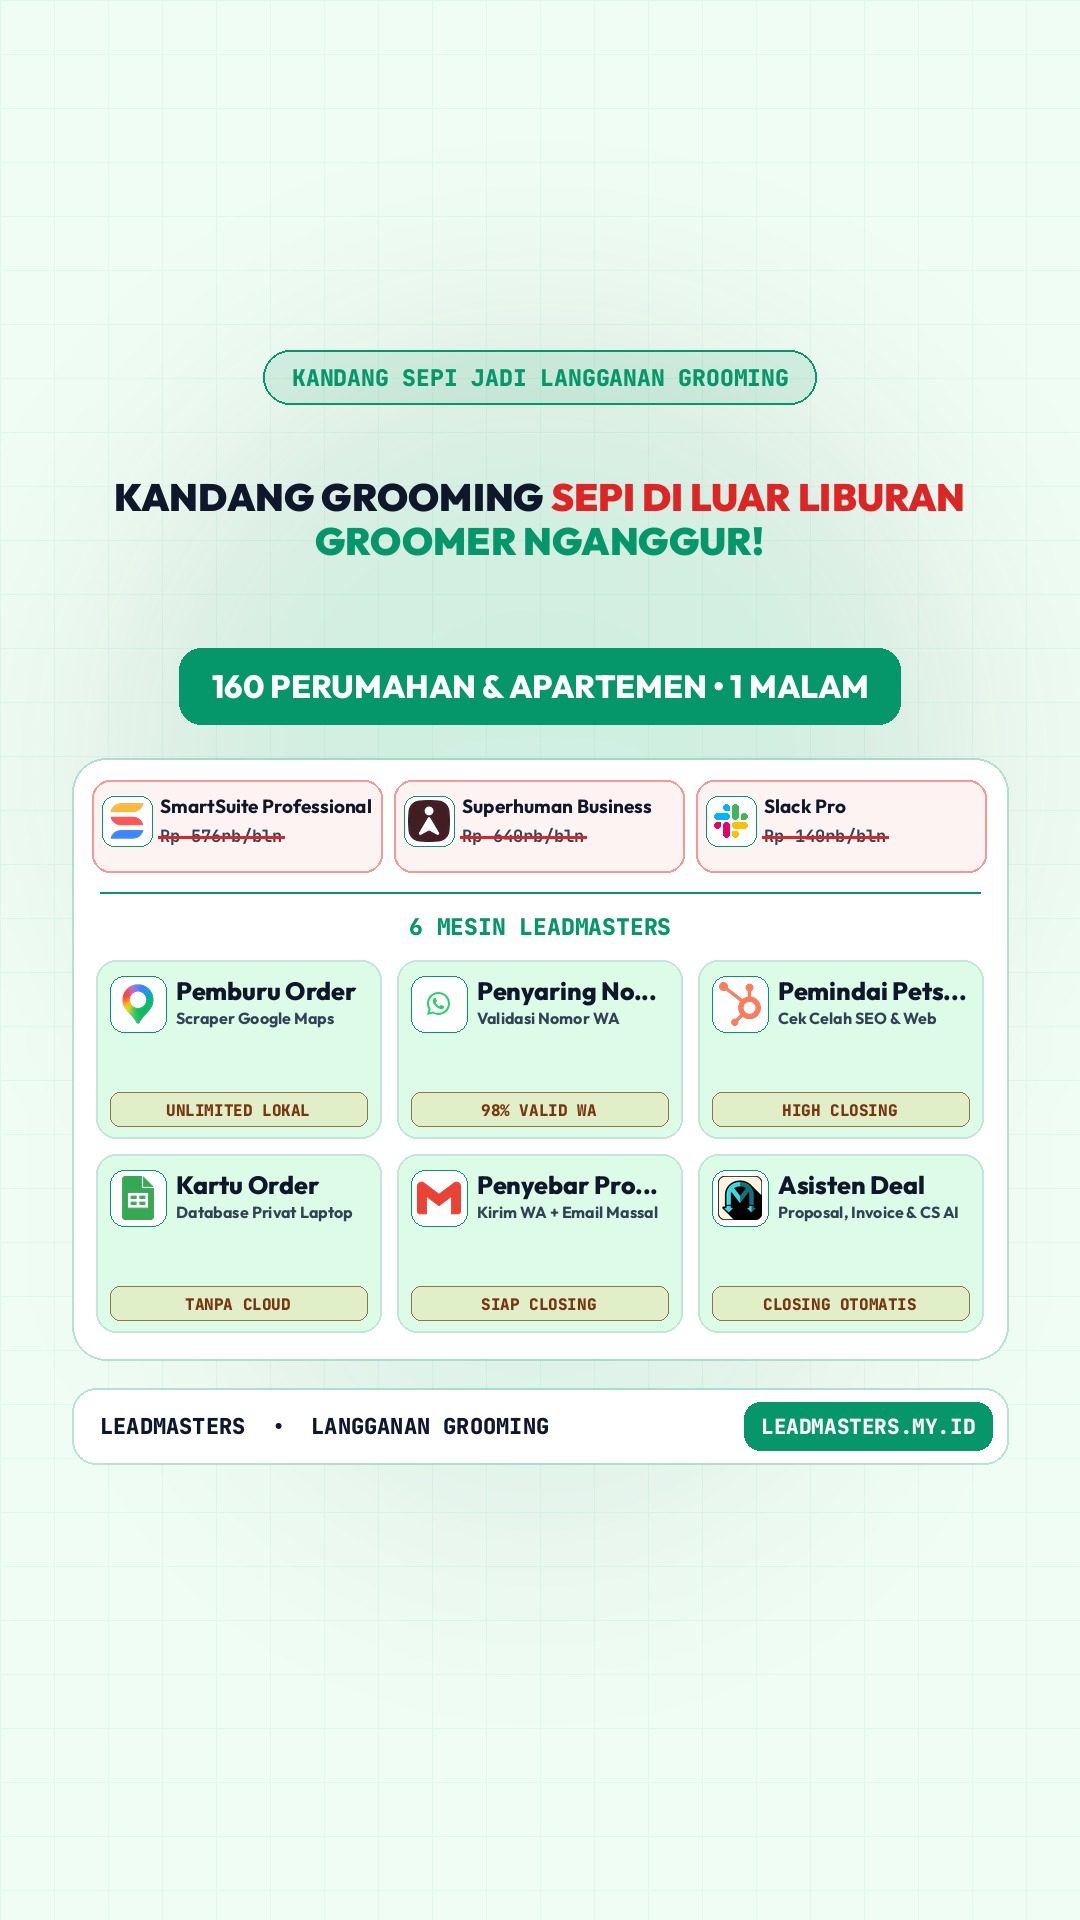 KANDANG SEPI JADI LANGGANAN GROOMING
KANDANG GROOMING SEPI DI LUAR LIBURAN
GROOMER NGANGGUR!
160 PERUMAHAN & APARTEMEN • 1 MALAM
SmartSuite Professional
Rp 576rb/bln
Superhuman Business
Rp 640rb/bln
Slack Pro
Rp 140rb/bln
6 MESIN LEADMASTERS
Pemburu Order
Scraper Google Maps
UNLIMITED LOKAL
Penyaring No...
Validasi Nomor WA
98% VALID WA
Pemindai Pets...
Cek Celah SEO & Web
HIGH CLOSING
Kartu Order
Database Privat Laptop
TANPA CLOUD
Penyebar Pro...
Kirim WA + Email Massal
SIAP CLOSING
Asisten Deal
Proposal, Invoice & CS AI
CLOSING OTOMATIS
LEADMASTERS • LANGGANAN GROOMING
LEADMASTERS.MY.ID